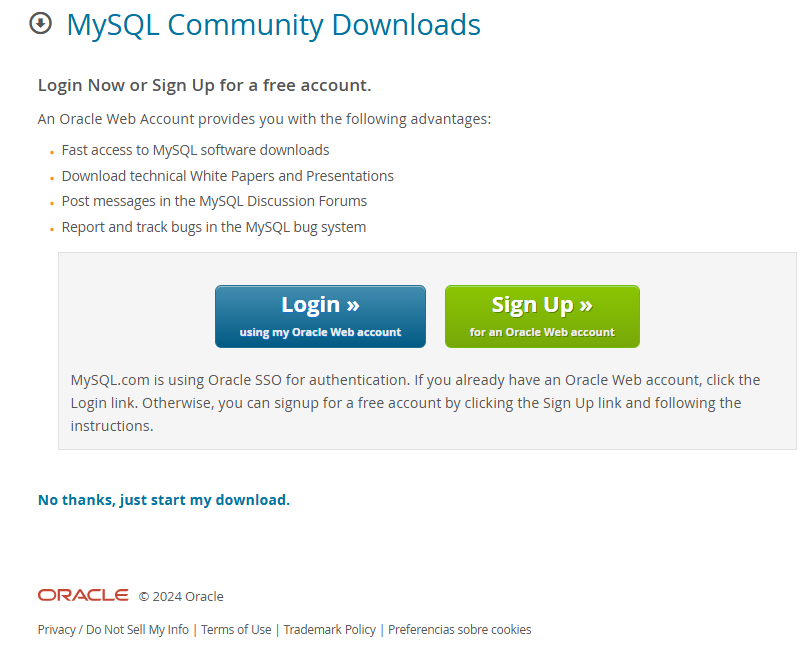 MySQL Community Downloads
Login Now or Sign Up for a free account.
An Oracle Web Account provides you with the following advantages:
Fast access to MySQL software downloads
Download technical White Papers and Presentations
Post messages in the MySQL Discussion Forums
Report and track bugs in the MySQL bug system
Login »
using my Oracle Web account
Sign Up »
for an Oracle Web account
MySQL.com is using Oracle SSO for authentication. If you already have an Oracle Web account, click the
Login link. Otherwise, you can signup for a free account by clicking the Sign Up link and following the
instructions.
No thanks, just start my download.
ORACLE © 2024 Oracle
Privacy / Do Not Sell My Info | Terms of Use | Trademark Policy | Preferencias sobre cookies